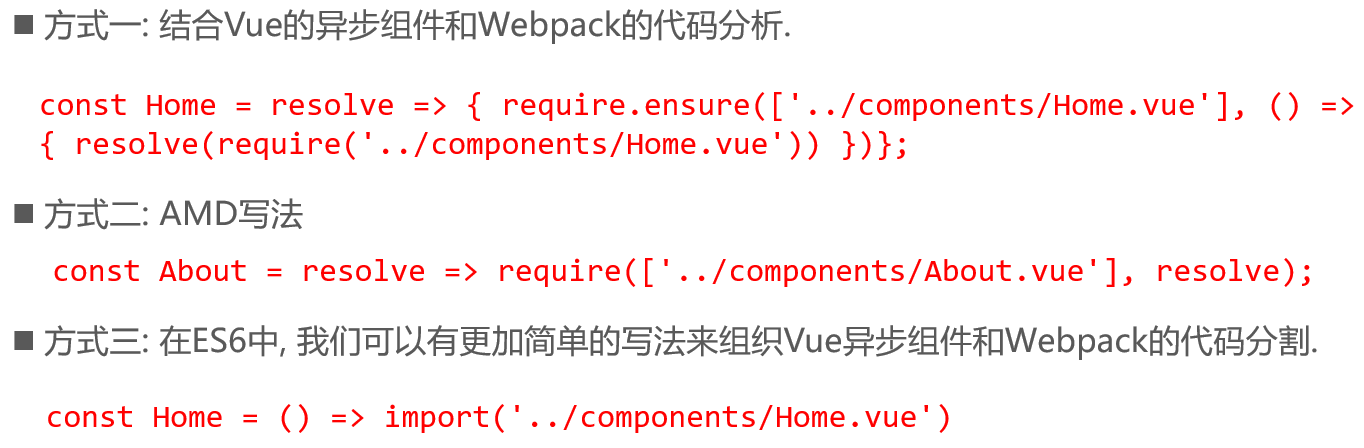 ■ 方式一: 结合Vue的异步组件和Webpack的代码分析.
const Home = resolve => { require.ensure(['../components/Home.vue'], () =>
{ resolve(require('../components/Home.vue')) })};
■ 方式二: AMD写法
const About = resolve => require(['../components/About.vue'], resolve);
■ 方式三: 在ES6中, 我们可以有更加简单的写法来组织Vue异步组件和Webpack的代码分割.
const Home = () => import('../components/Home.vue')